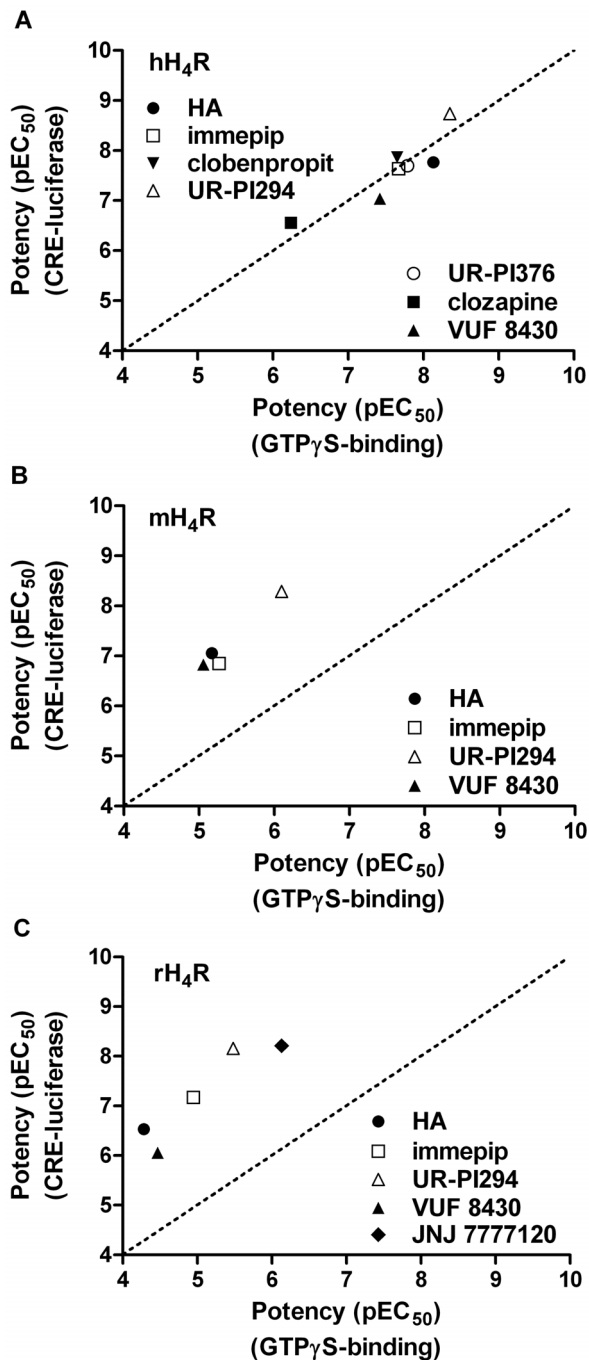 A
hH4R
HA
immepip
clobenpropit
UR-PI294
UR-PI376
clozapine
VUF 8430
10
9
8
7
6
5
4
4 5 6 7 8 9 10
Potency (pEC50)
(CRE-luciferase)
Potency (pEC50)
(GTPγS-binding)
B
mH4R
HA
immepip
UR-PI294
VUF 8430
10
9
8
7
6
5
4
4 5 6 7 8 9 10
Potency (pEC50)
(CRE-luciferase)
Potency (pEC50)
(GTPγS-binding)
C
rH4R
HA
immepip
UR-PI294
VUF 8430
JNJ 7777120
10
9
8
7
6
5
4
4 5 6 7 8 9 10
Potency (pEC50)
(CRE-luciferase)
Potency (pEC50)
(GTPγS-binding)